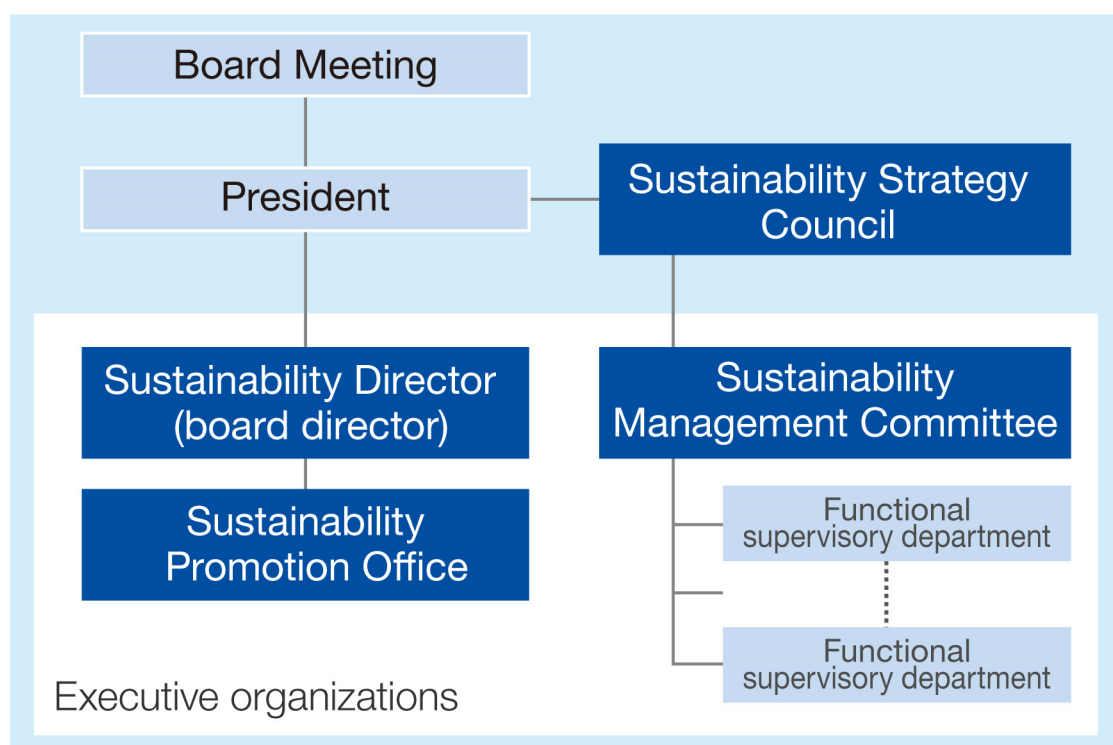 Board Meeting
President
Sustainability Strategy
Council
Sustainability Director
(board director)
Sustainability
Management Committee
Sustainability
Promotion Office
Functional
supervisory department
Functional
supervisory department
Executive organizations